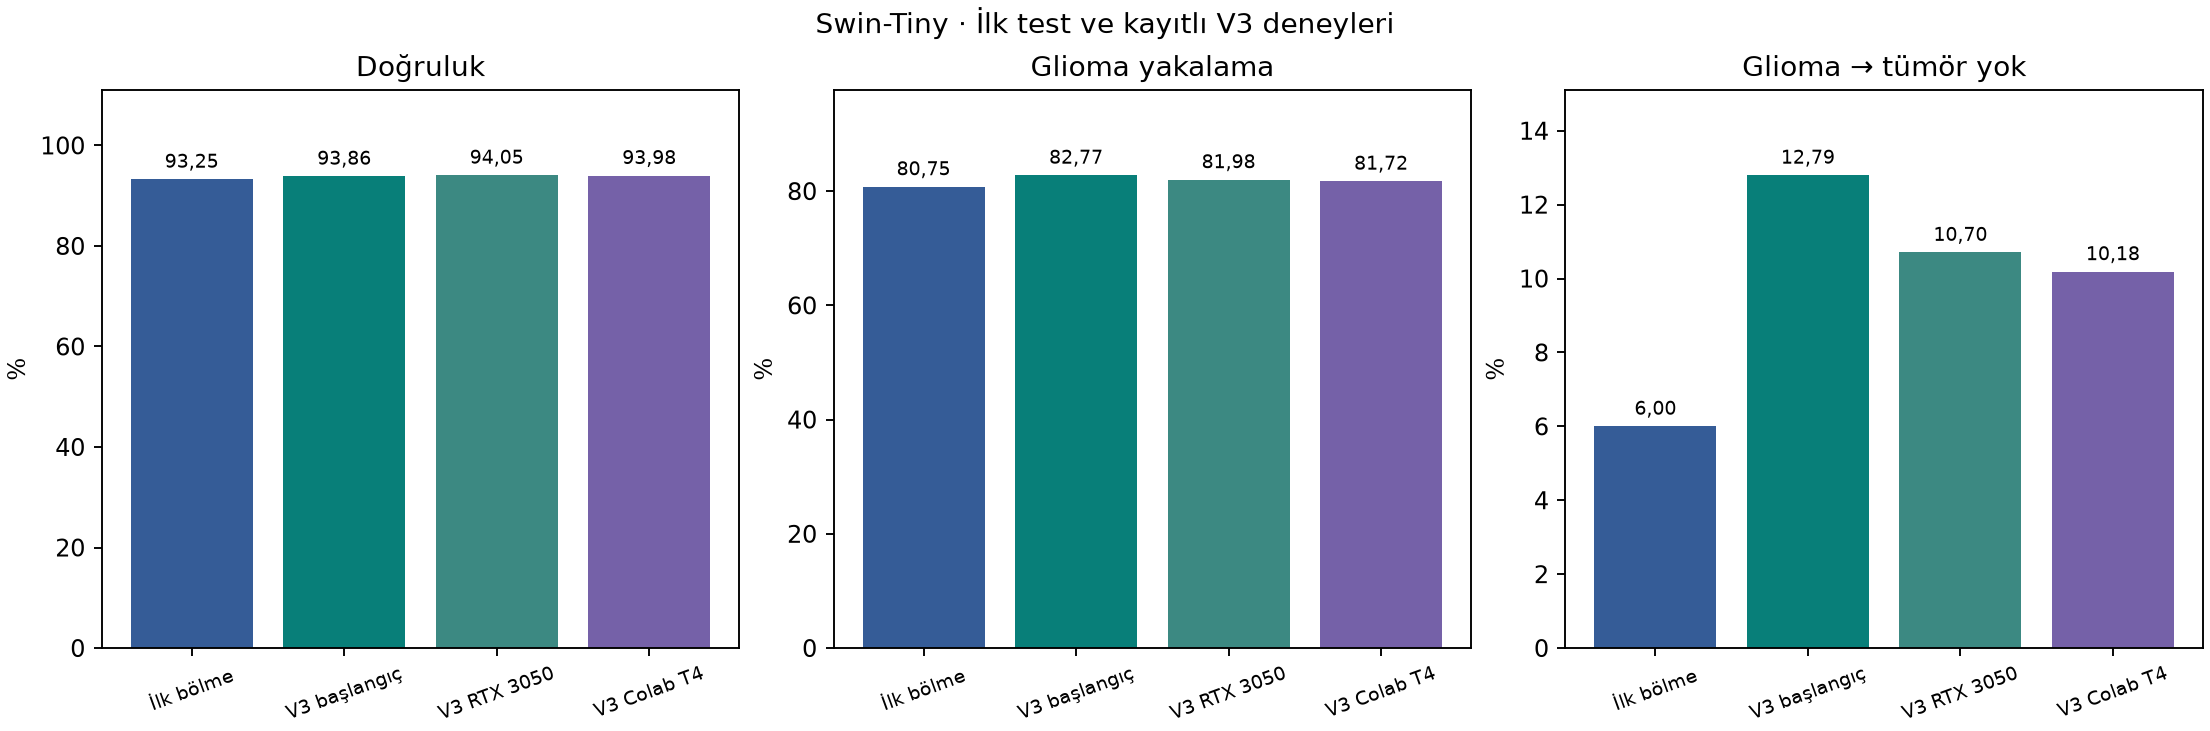 Swin-Tiny · İlk test ve kayıtlı V3 deneyleri
Doğruluk
%
100
80
60
40
20
0
93,25
93,86
94,05
93,98
İlk bölme
V3 başlangıç
V3 RTX 3050
V3 Colab T4
Glioma yakalama
%
80
60
40
20
0
80,75
82,77
81,98
81,72
İlk bölme
V3 başlangıç
V3 RTX 3050
V3 Colab T4
Glioma → tümör yok
%
14
12
10
8
6
4
2
0
6,00
12,79
10,70
10,18
İlk bölme
V3 başlangıç
V3 RTX 3050
V3 Colab T4